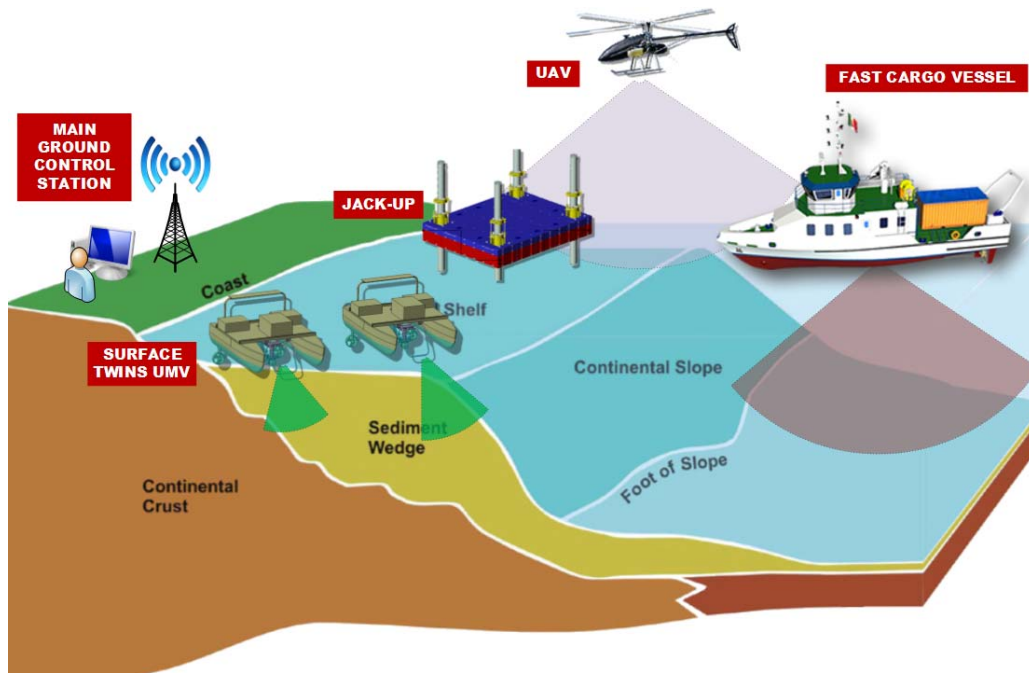 UAV
FAST CARGO VESSEL
MAIN
GROUND
CONTROL
STATION
JACK-UP
Coast
Shelf
SURFACE
TWINS UMV
Continental Slope
Sediment
Wedge
Foot of Slope
Continental
Crust